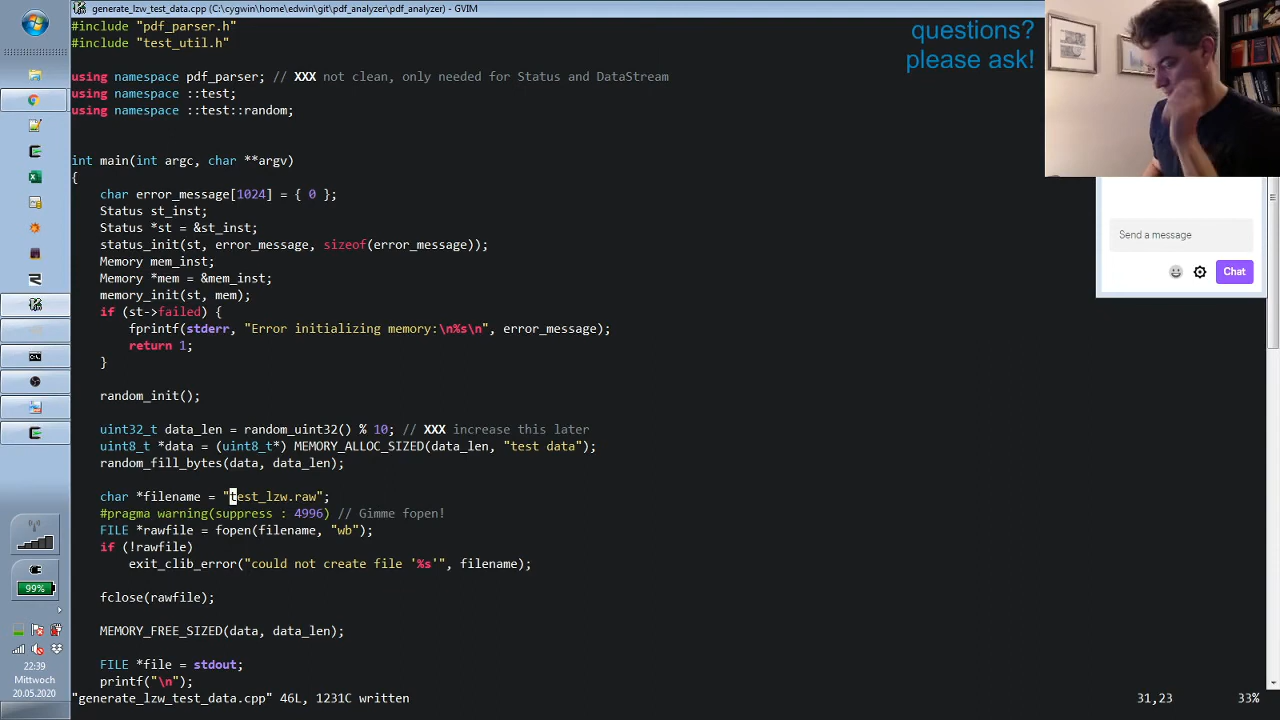 generate_lzw_test_data.cpp (C:\cygwin\home\edwin\git\pdf_analyzer\pdf_analyzer) - GVIM
#include "pdf_parser.h"
#include "test_util.h"
using namespace pdf_parser; // XXX not clean, only needed for Status and DataStream
using namespace ::test;
using namespace ::test::random;
int main(int argc, char **argv)
{
char error_message[1024] = { 0 };
Status st_inst;
Status *st = &st_inst;
status_init(st, error_message, sizeof(error_message));
Memory mem_inst;
Memory *mem = &mem_inst;
memory_init(st, mem);
if (st->failed) {
fprintf(stderr, "Error initializing memory:\n%s\n", error_message);
return 1;
}
random_init();
uint32_t data_len = random_uint32() % 10; // XXX increase this later
uint8_t *data = (uint8_t*) MEMORY_ALLOC_SIZED(data_len, "test data");
random_fill_bytes(data, data_len);
char *filename = "test_lzw.raw";
#pragma warning(suppress : 4996) // Gimme fopen!
FILE *rawfile = fopen(filename, "wb");
if (!rawfile)
exit_clib_error("could not create file '%s'", filename);
fclose(rawfile);
MEMORY_FREE_SIZED(data, data_len);
FILE *file = stdout;
printf("\n");
"generate_lzw_test_data.cpp" 46L, 1231C written
31,23
33%
questions?
please ask!
Send a message
Chat
99%
22:39
Mittwoch
20.05.2020